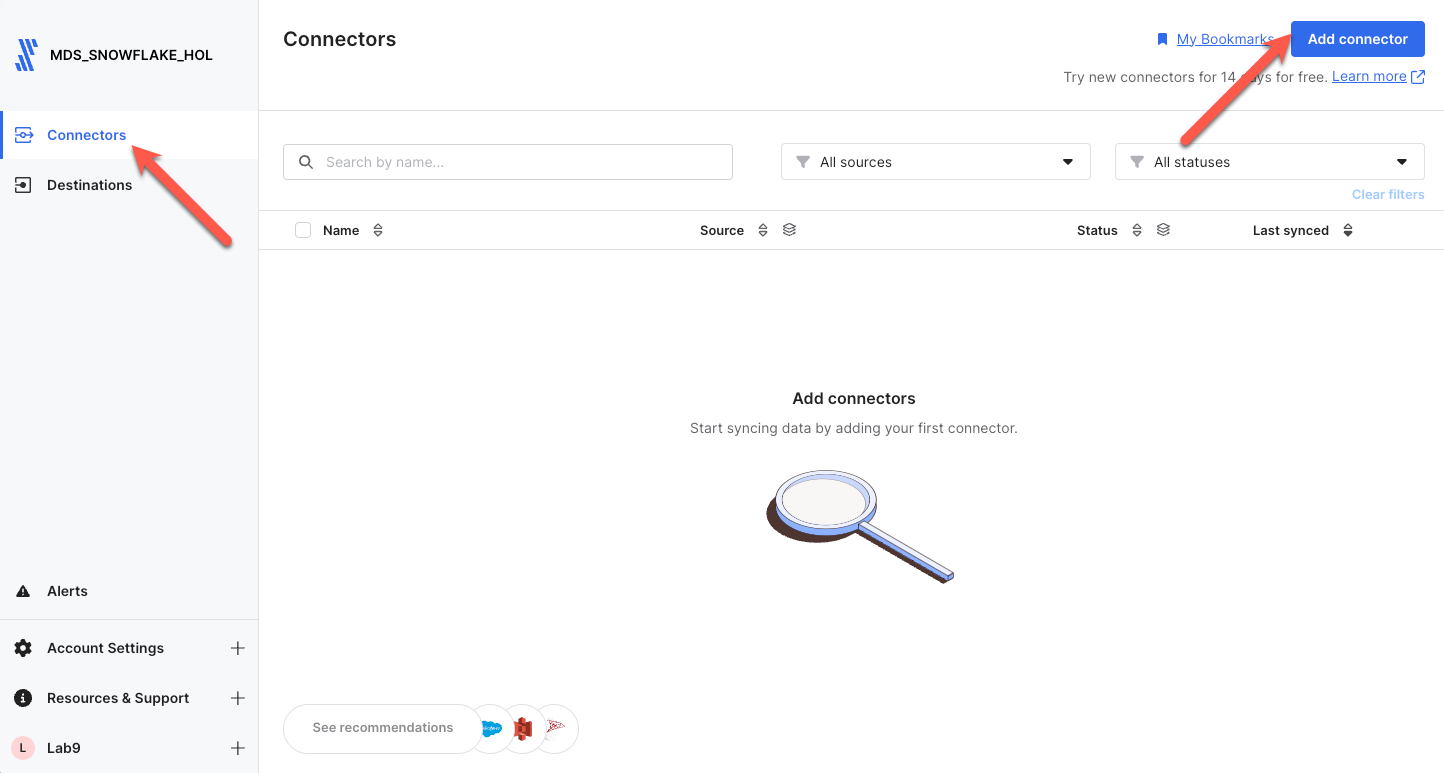 MDS_SNOWFLAKE_HOL
Connectors
Destinations
Alerts
Account Settings
Resources & Support
L
Lab9
Connectors
My Bookmarks
Add connector
Try new connectors for 14 days for free. Learn more
Search by name...
All sources
All statuses
Clear filters
Name
Source
Status
Last synced
Add connectors
Start syncing data by adding your first connector.
See recommendations